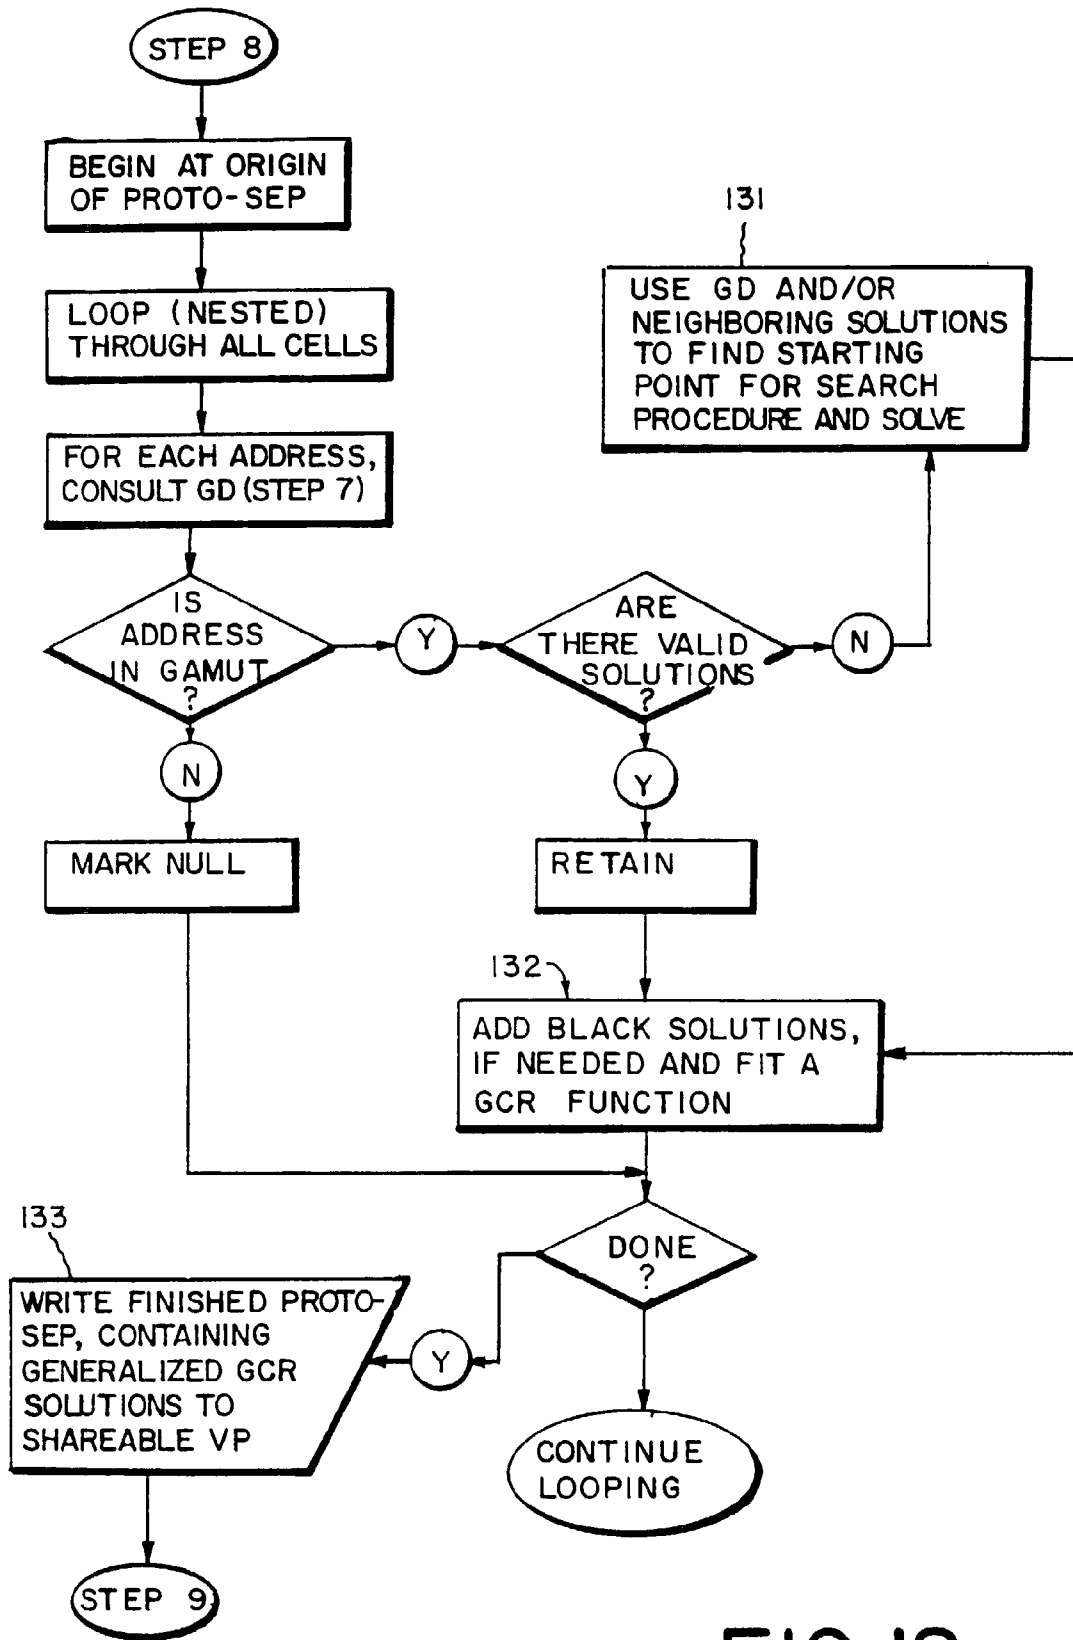 STEP 8
BEGIN AT ORIGIN
OF PROTO-SEP
LOOP (NESTED)
THROUGH ALL CELLS
FOR EACH ADDRESS,
CONSULT GD (STEP 7)
IS
ADDRESS
IN GAMUT
?
Y
ARE
THERE VALID
SOLUTIONS
?
N
131
USE GD AND/OR
NEIGHBORING SOLUTIONS
TO FIND STARTING
POINT FOR SEARCH
PROCEDURE AND SOLVE
N
Y
MARK NULL
RETAIN
132
ADD BLACK SOLUTIONS,
IF NEEDED AND FIT A
GCR FUNCTION
DONE
?
133
WRITE FINISHED PROTO-
SEP, CONTAINING
GENERALIZED GCR
SOLUTIONS TO
SHAREABLE VP
Y
CONTINUE
LOOPING
STEP 9